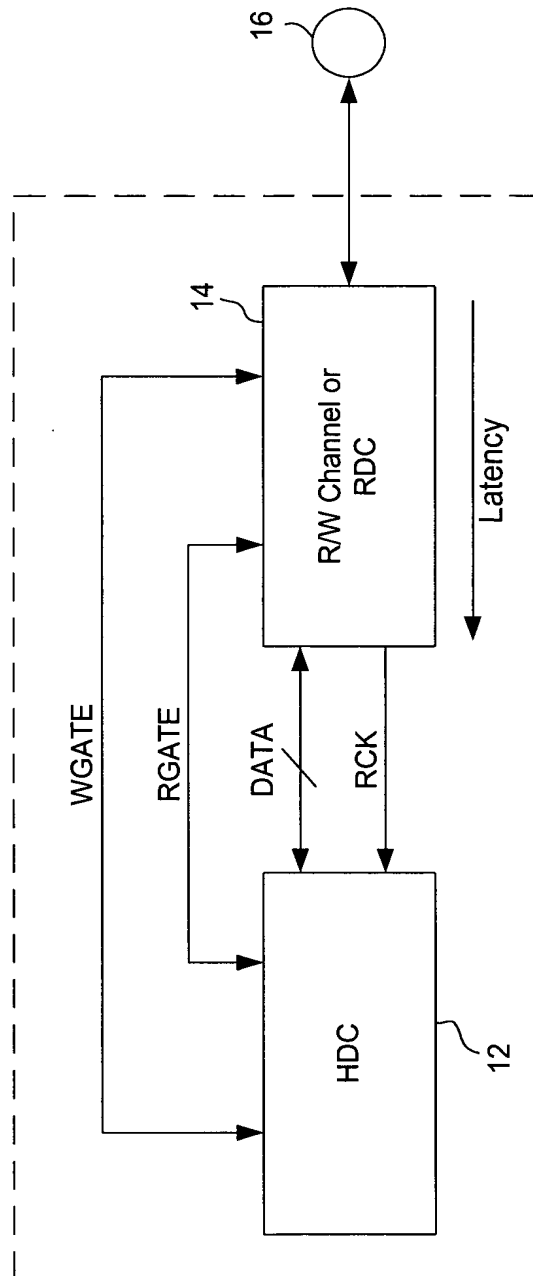 WGATE
RGATE
DATA
RCK
HDC
12
R/W Channel or
RDC
14
Latency
16